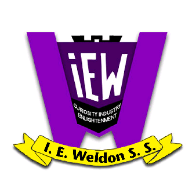 iEW
CURIOSITY INDUSTRY
ENLIGHTENMENT
I. E. Weldon S. S.